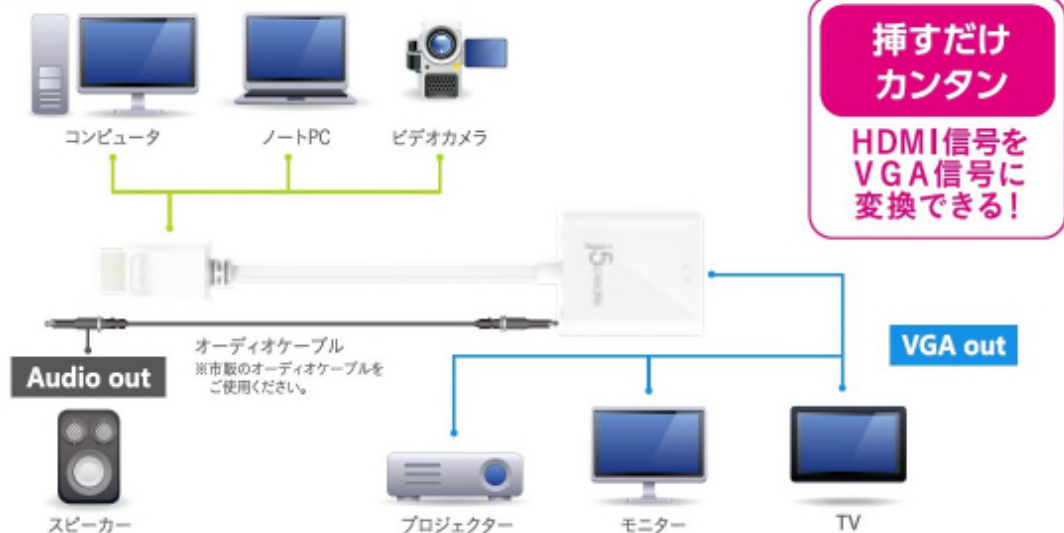 挿すだけ
カンタン
HDMI信号を
VGA信号に
変換できる！
コンピュータ
ノートPC
ビデオカメラ
j5create
オーディオケーブル
※市販のオーディオケーブルを
ご使用ください。
Audio out
VGA out
スピーカー
プロジェクター
モニター
TV